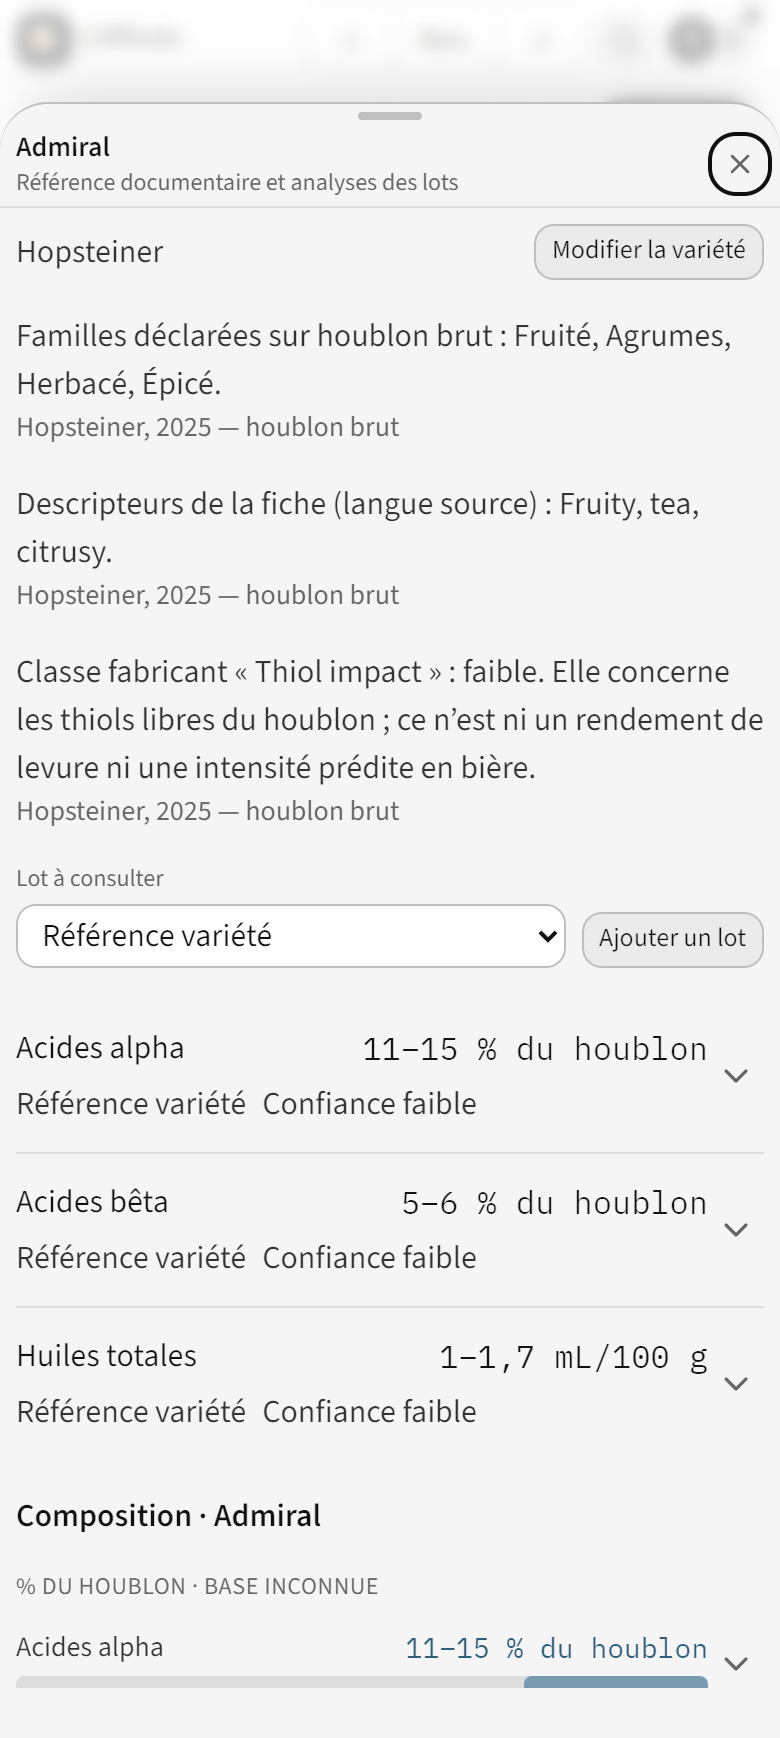 Admiral
Référence documentaire et analyses des lots
Hopsteiner
Modifier la variété
Familles déclarées sur houblon brut : Fruité, Agrumes,
Herbacé, Épicé.
Hopsteiner, 2025 — houblon brut
Descripteurs de la fiche (langue source) : Fruity, tea,
citrusy.
Hopsteiner, 2025 — houblon brut
Classe fabricant « Thiol impact » : faible. Elle concerne
les thiols libres du houblon ; ce n’est ni un rendement de
levure ni une intensité prédite en bière.
Hopsteiner, 2025 — houblon brut
Lot à consulter
Référence variété
Ajouter un lot
Acides alpha 11–15 % du houblon
Référence variété Confiance faible
Acides bêta 5–6 % du houblon
Référence variété Confiance faible
Huiles totales 1–1,7 mL/100 g
Référence variété Confiance faible
Composition · Admiral
% DU HOUBLON · BASE INCONNUE
Acides alpha 11–15 % du houblon